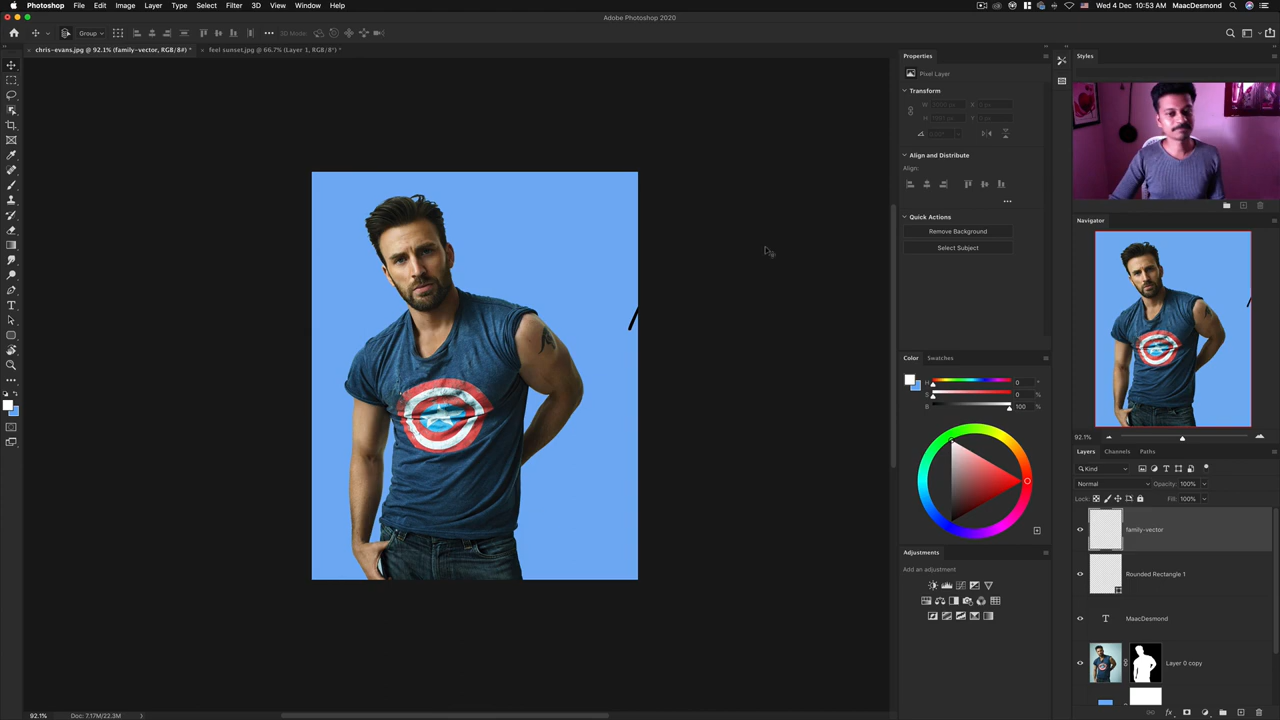 Photoshop File Edit Image Layer Type Select Filter 3D View Window Help Wed 4 Dec 10:53 AM MaacDesmond
Adobe Photoshop 2020
Group 3D Mode
chris-evans.jpg @ 92.1% (family-vector, RGB/8#) * feel sunset.jpg @ 66.7% (Layer 1, RGB/8*) *
Properties
Pixel Layer
Transform
X
Y
Align and Distribute
Align:
Quick Actions
Remove Background
Select Subject
Color Swatches
H 0 °
S 0 %
B 100 %
Adjustments
Add an adjustment
Styles
Navigator
92.1%
Layers Channels Paths
Kind
Normal Opacity: 100%
Lock: Fill: 100%
family-vector
Rounded Rectangle 1
T MaacDesmond
Layer 0 copy
92.1% Doc: 7.17M/22.3M